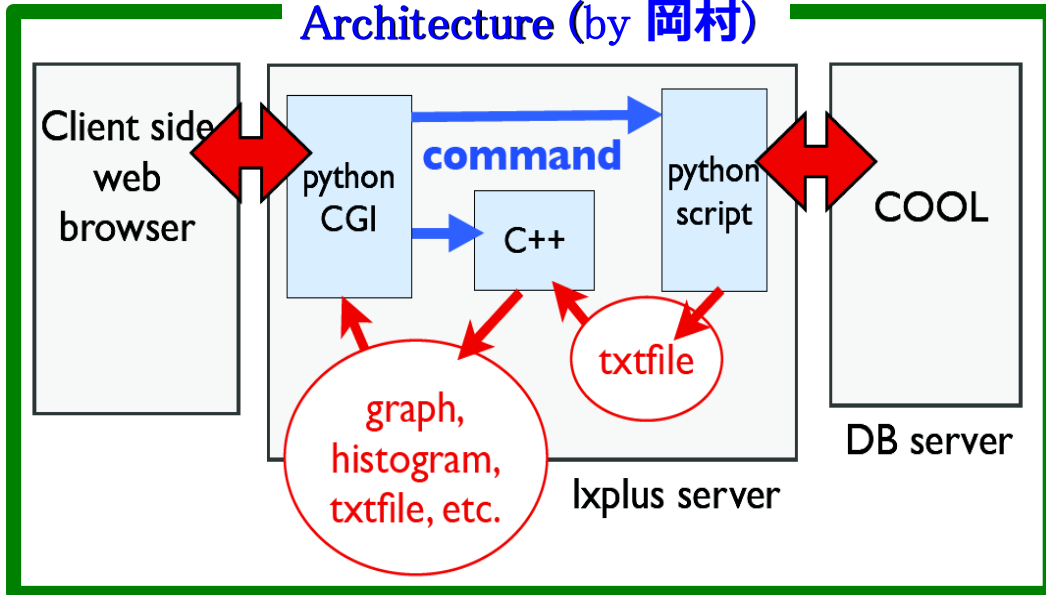 Architecture (by 岡村)
Client side
web
browser
python
CGI
command
C++
python
script
COOL
txtfile
graph,
histogram,
txtfile, etc.
lxplus server
DB server